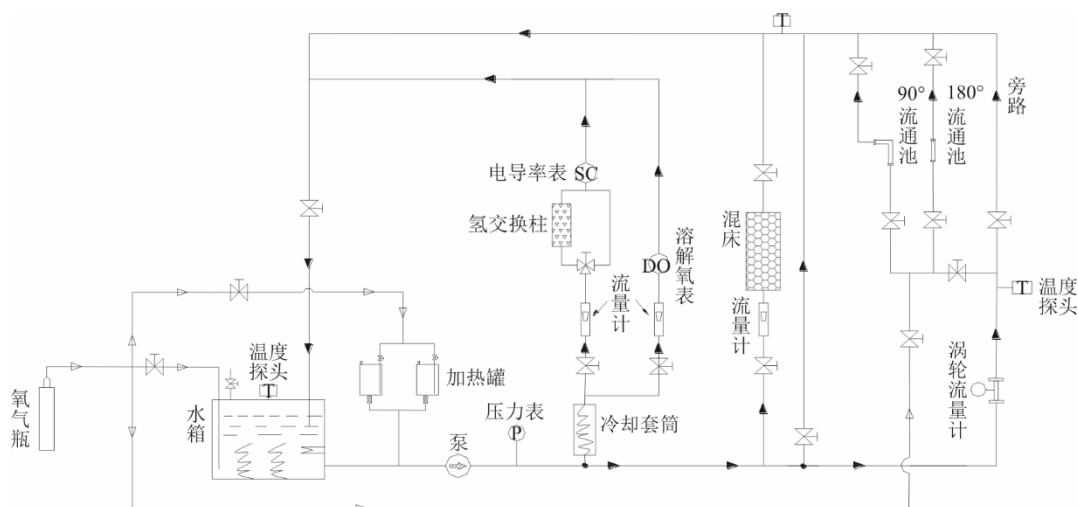 T
90°
流通池
180°
流通池
旁路
电导率表
SC
氢交换柱
混床
溶解氧表
DO
流量计
流量计
T
温度
探头
温度
探头
T
加热罐
涡轮流量计
氧气瓶
水箱
压力表
P
冷却套筒
泵